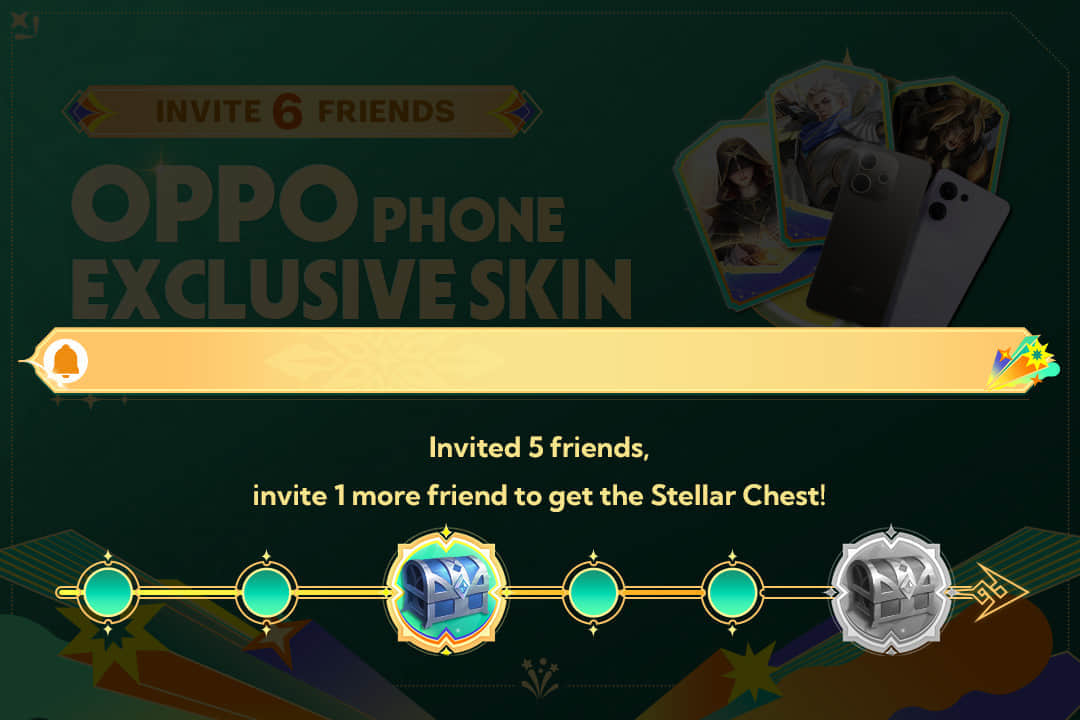 INVITE 6 FRIENDS
OPPO PHONE
EXCLUSIVE SKIN
Invited 5 friends,
invite 1 more friend to get the Stellar Chest!